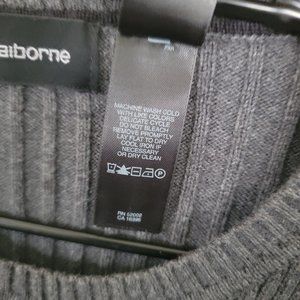 aiborne
MACHINE WASH COLD
WITH LIKE COLORS
DELICATE CYCLE
DO NOT BLEACH
REMOVE PROMPTLY
LAY FLAT TO DRY
COOL IRON IF
NECESSARY
OR DRY CLEAN
P
RN 52002